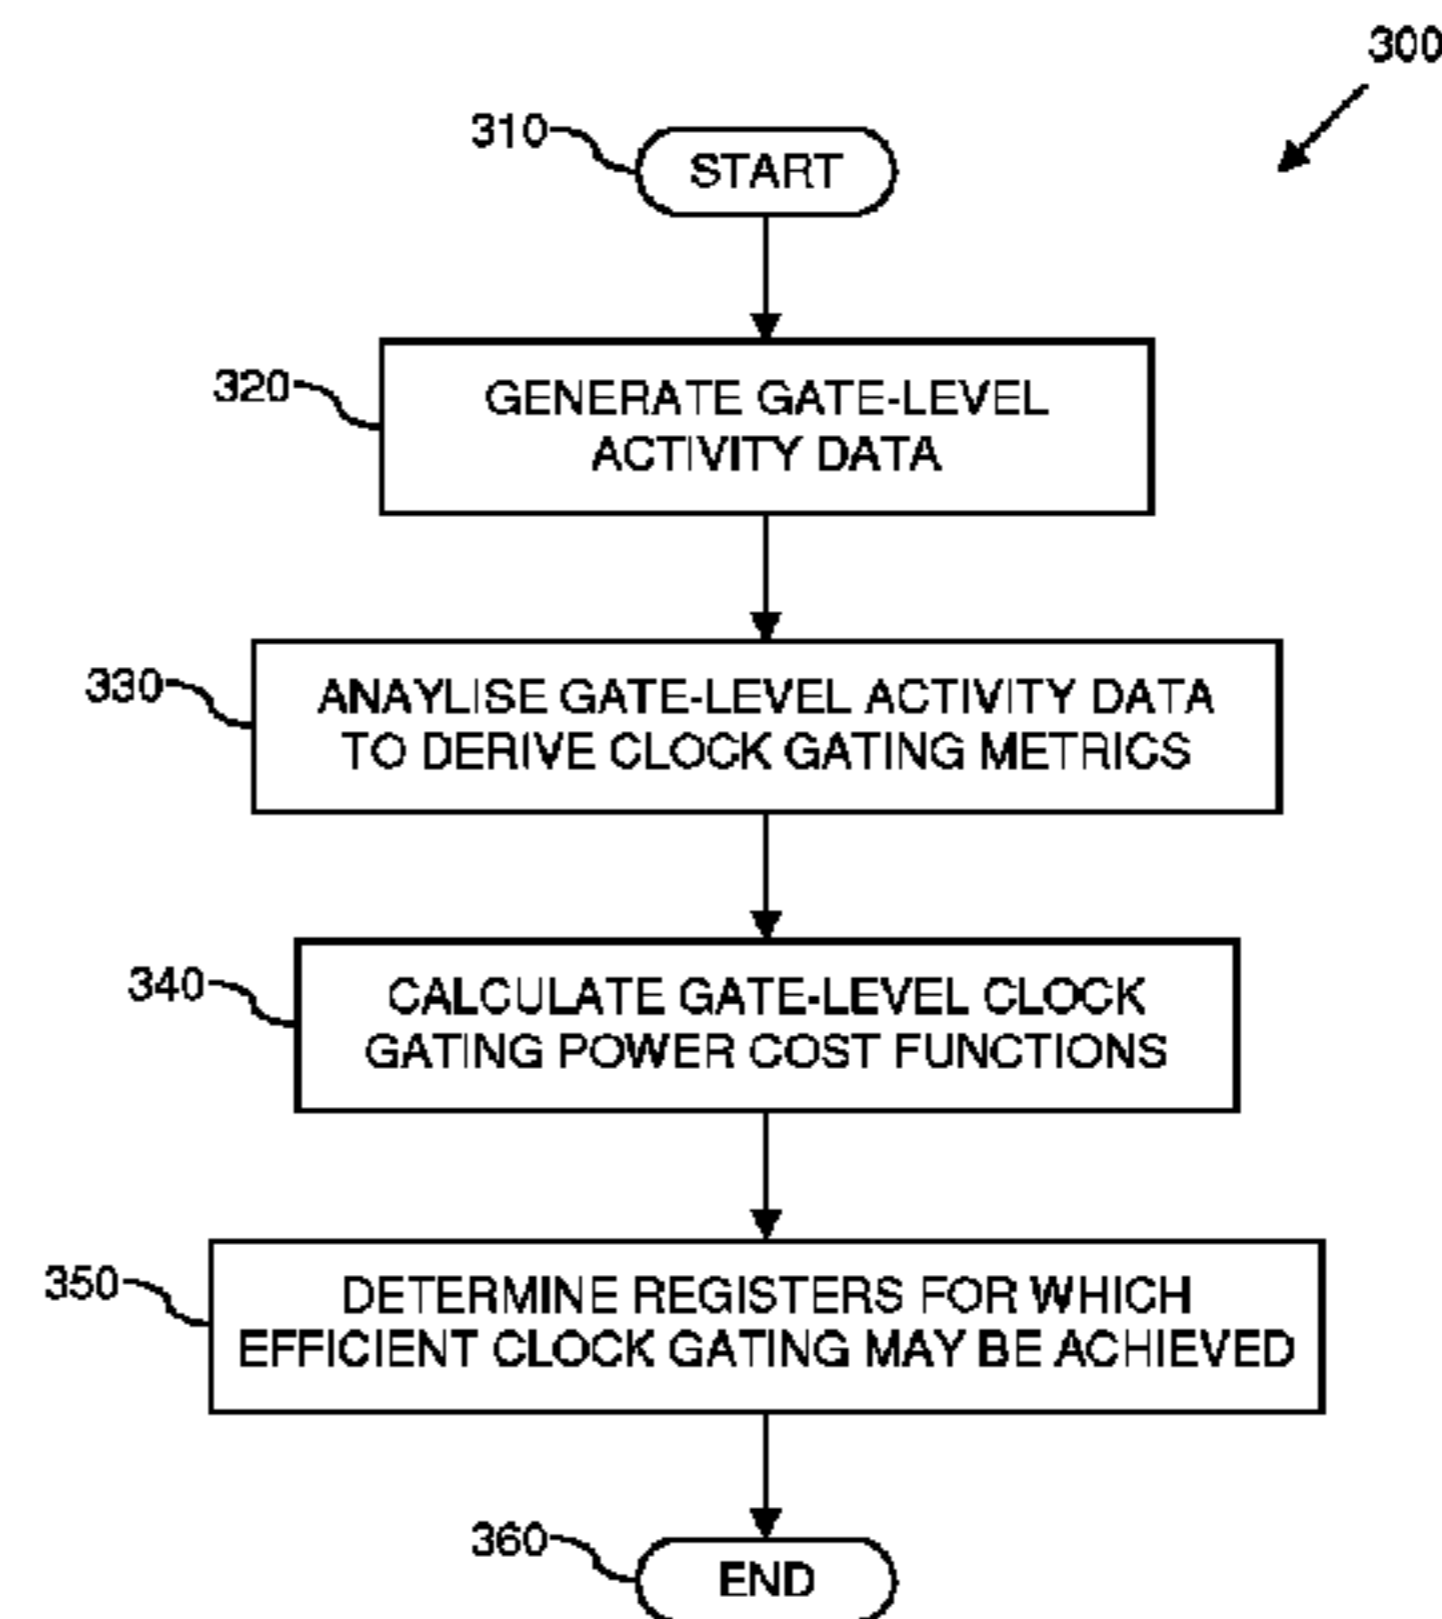 300
310
START
320
GENERATE GATE-LEVEL
ACTIVITY DATA
330
ANAYLISE GATE-LEVEL ACTIVITY DATA
TO DERIVE CLOCK GATING METRICS
340
CALCULATE GATE-LEVEL CLOCK
GATING POWER COST FUNCTIONS
350
DETERMINE REGISTERS FOR WHICH
EFFICIENT CLOCK GATING MAY BE ACHIEVED
360
END